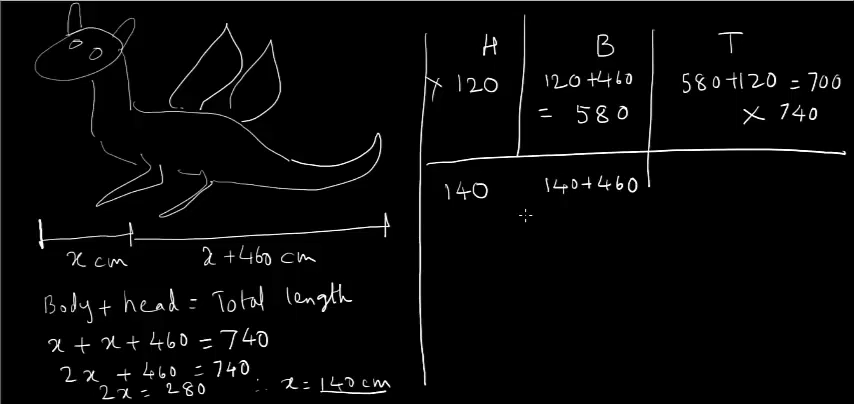 x cm
x+460 cm
Body + head = Total length
x + x + 460 = 740
2x + 460 = 740
2x = 280 ∴ x = 140 cm
H B T
× 120 120+460 580+120 = 700
= 580 × 740
140 140+460